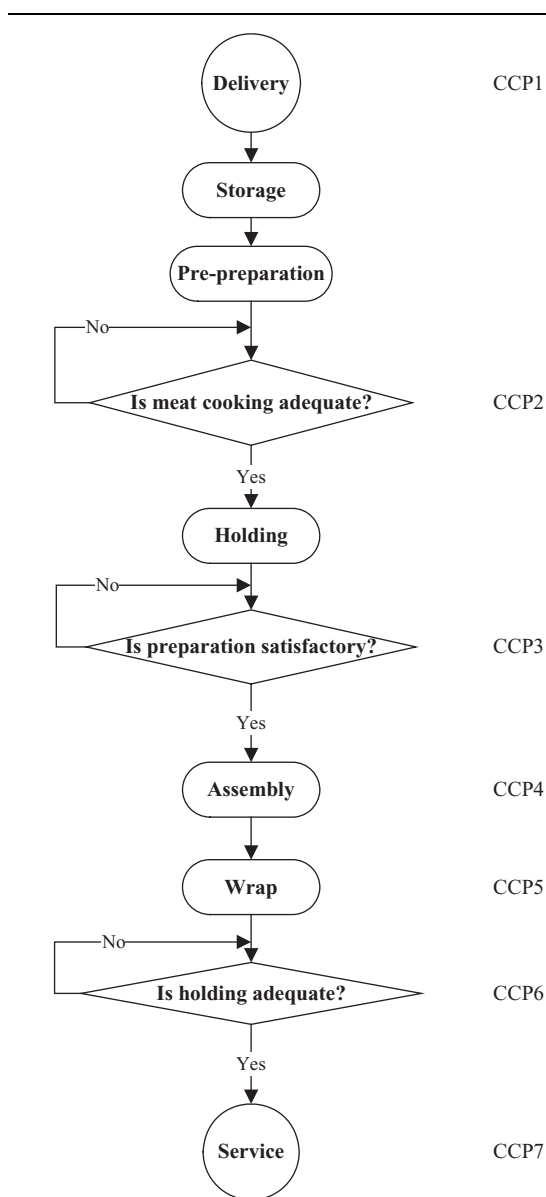 Delivery CCP1
Storage
Pre-preparation
No
Is meat cooking adequate? CCP2
Yes
Holding
No
Is preparation satisfactory? CCP3
Yes
Assembly CCP4
Wrap CCP5
No
Is holding adequate? CCP6
Yes
Service CCP7